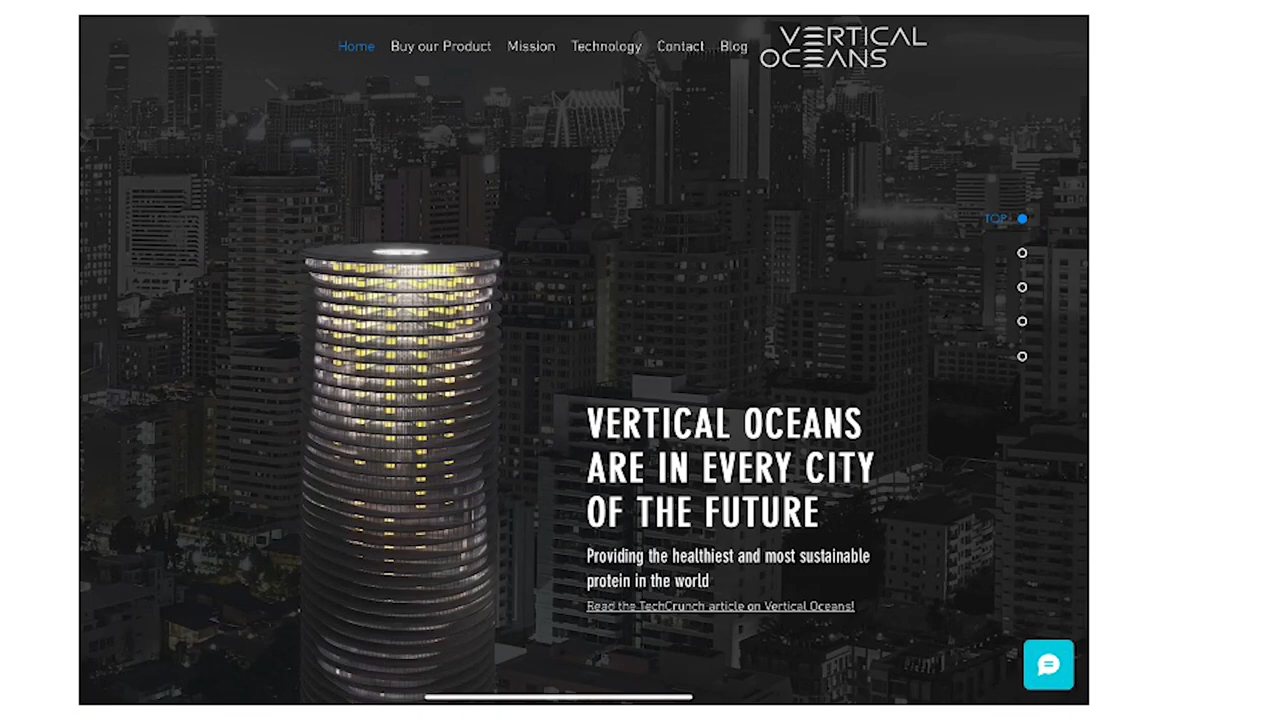 Home Buy our Product Mission Technology Contact Blog
VERTICAL
OCEANS
TOP
VERTICAL OCEANS
ARE IN EVERY CITY
OF THE FUTURE
Providing the healthiest and most sustainable
protein in the world
Read the TechCrunch article on Vertical Oceans!